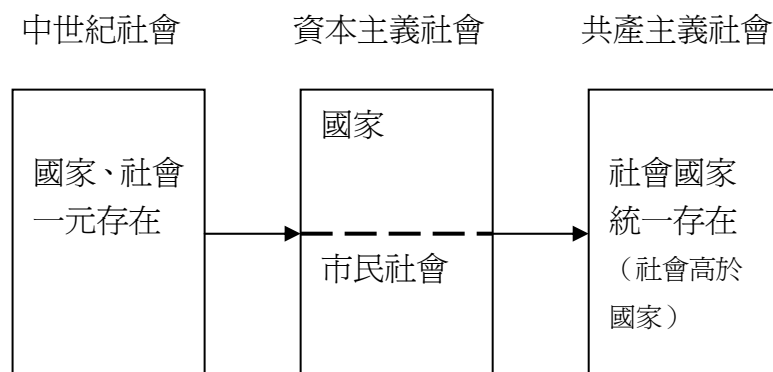 中世紀社會
資本主義社會
共產主義社會
國家、社會
一元存在
國家
市民社會
社會國家
統一存在
（社會高於
國家）